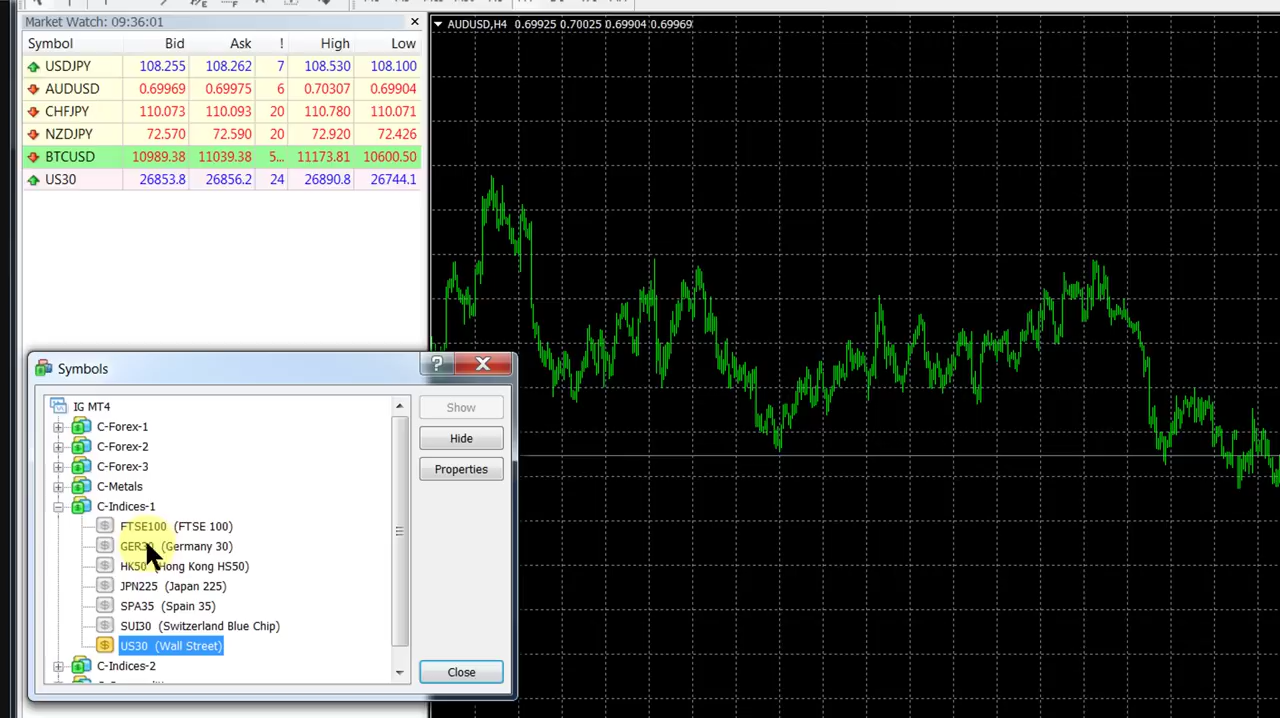 Market Watch: 09:36:01
Symbol Bid Ask ! High Low
USDJPY 108.255 108.262 7 108.530 108.100
AUDUSD 0.69969 0.69975 6 0.70307 0.69904
CHFJPY 110.073 110.093 20 110.780 110.071
NZDJPY 72.570 72.590 20 72.920 72.426
BTCUSD 10989.38 11039.38 5... 11173.81 10600.50
US30 26853.8 26856.2 24 26890.8 26744.1
AUDUSD,H4 0.69925 0.70025 0.69904 0.69969
Symbols
?
IG MT4
C-Forex-1
C-Forex-2
C-Forex-3
C-Metals
C-Indices-1
FTSE100 (FTSE 100)
GER30 (Germany 30)
HK50 (Hong Kong HS50)
JPN225 (Japan 225)
SPA35 (Spain 35)
SUI30 (Switzerland Blue Chip)
US30 (Wall Street)
C-Indices-2
Show
Hide
Properties
Close